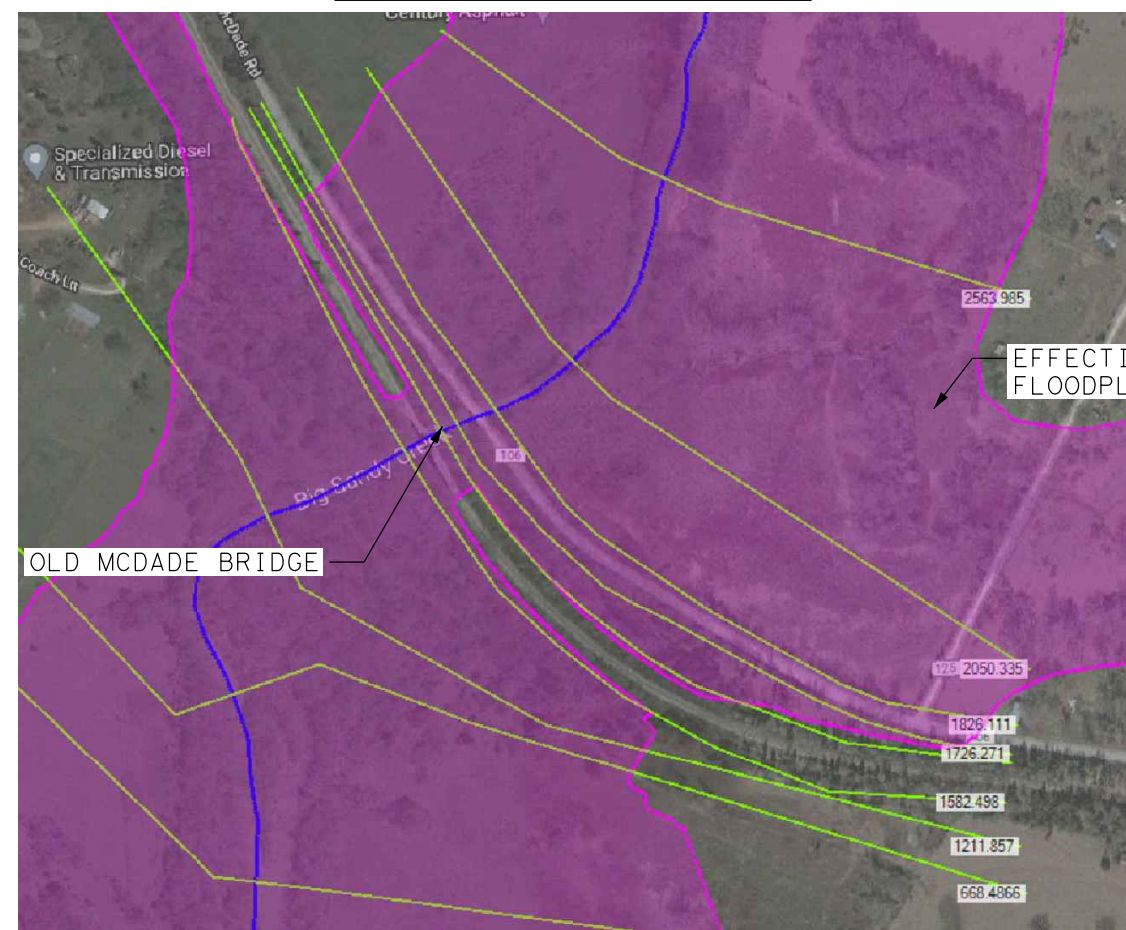 Century Asphalt
McDade Rd
Specialized Diesel
& Transmission
Coach Ln
2563.985
EFFECTI
FLOODPL
106
Big Sandy Creek
OLD MCDADE BRIDGE
125
2050.335
1826.111
1726.271
1582.498
1211.857
668.4866